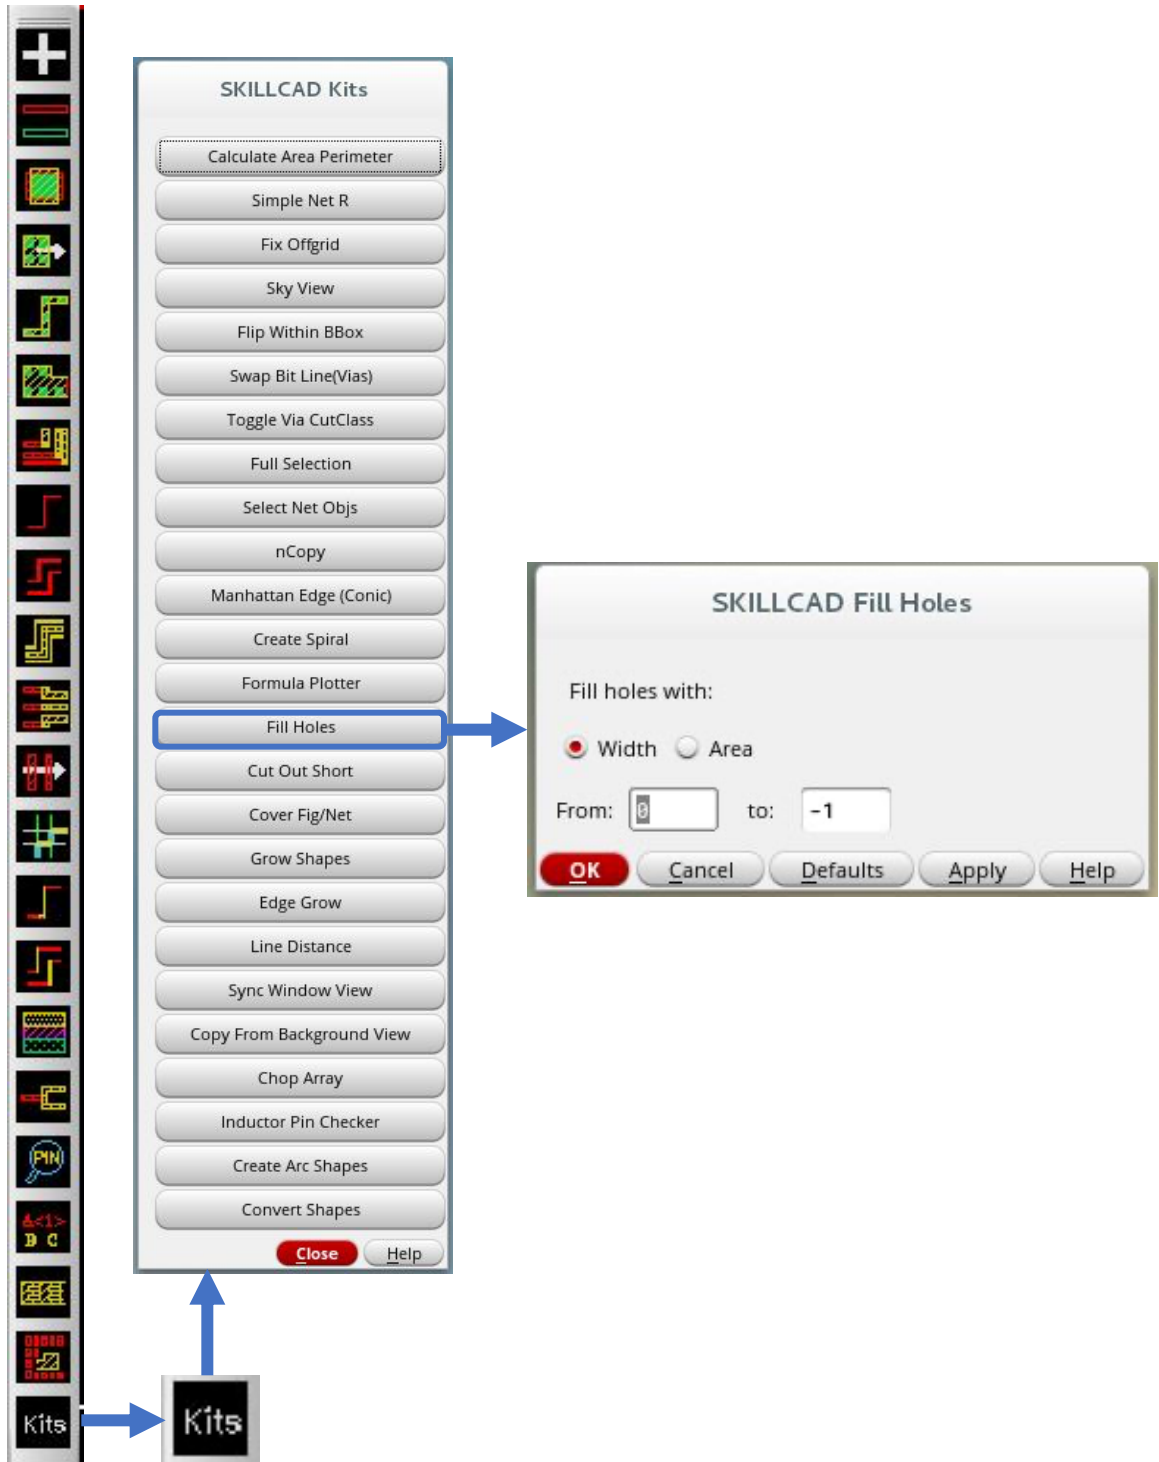 SKILLCAD Kits
Calculate Area Perimeter
Simple Net R
Fix Offgrid
Sky View
Flip Within BBox
Swap Bit Line(Vias)
Toggle Via CutClass
Full Selection
Select Net Objs
nCopy
Manhattan Edge (Conic)
Create Spiral
Formula Plotter
Fill Holes
Cut Out Short
Cover Fig/Net
Grow Shapes
Edge Grow
Line Distance
Sync Window View
Copy From Background View
Chop Array
Inductor Pin Checker
Create Arc Shapes
Convert Shapes
Close Help
SKILLCAD Fill Holes
Fill holes with:
Width Area
From: 0 to: -1
OK Cancel Defaults Apply Help
PIN
&<1>
B C
Kits
Kits